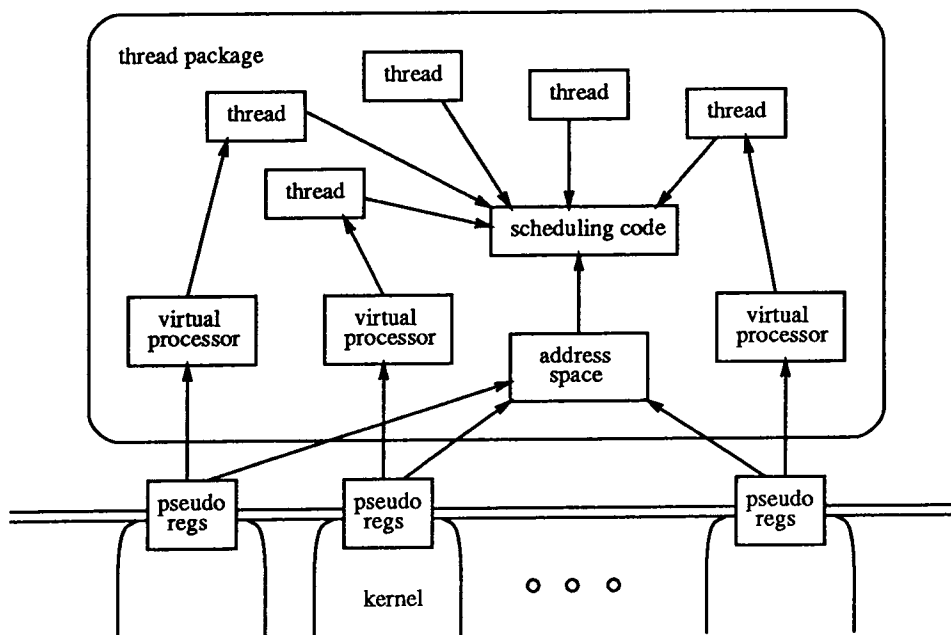 thread package
thread
thread
thread
thread
thread
scheduling code
virtual
processor
virtual
processor
virtual
processor
address
space
pseudo
regs
pseudo
regs
pseudo
regs
kernel